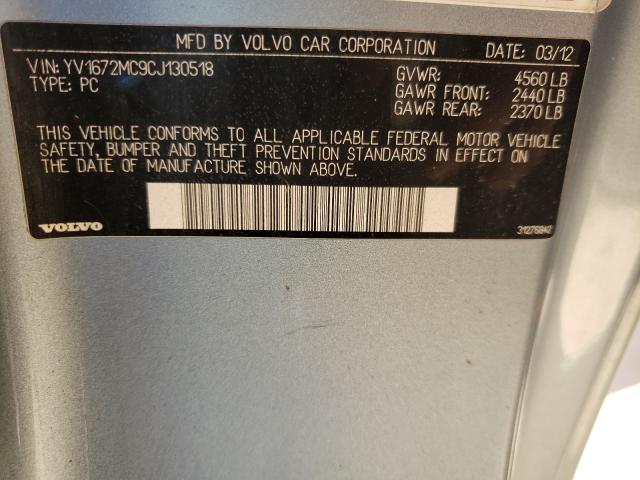 MFD BY VOLVO CAR CORPORATION DATE: 03/12
VIN: YV1672MC9CJ130518 GVWR: 4560 LB
TYPE: PC GAWR FRONT: 2440 LB
GAWR REAR: 2370 LB
THIS VEHICLE CONFORMS TO ALL APPLICABLE FEDERAL MOTOR VEHICLE
SAFETY, BUMPER AND THEFT PREVENTION STANDARDS IN EFFECT ON
THE DATE OF MANUFACTURE SHOWN ABOVE.
VOLVO